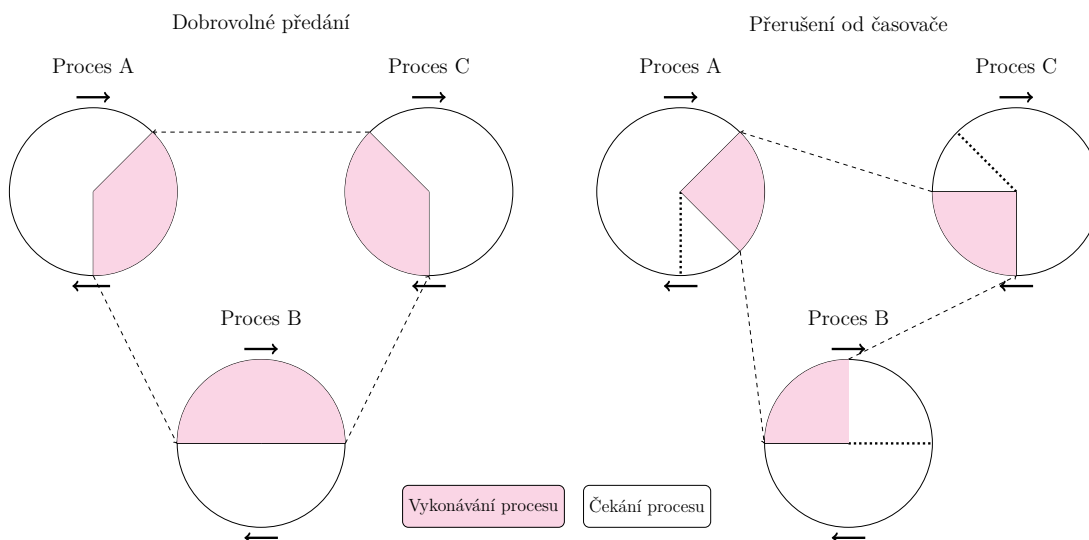 Dobrovolné předání
Proces A
Proces C
Proces B
Přerušení od časovače
Proces A
Proces C
Proces B
Vykonávání procesu
Čekání procesu